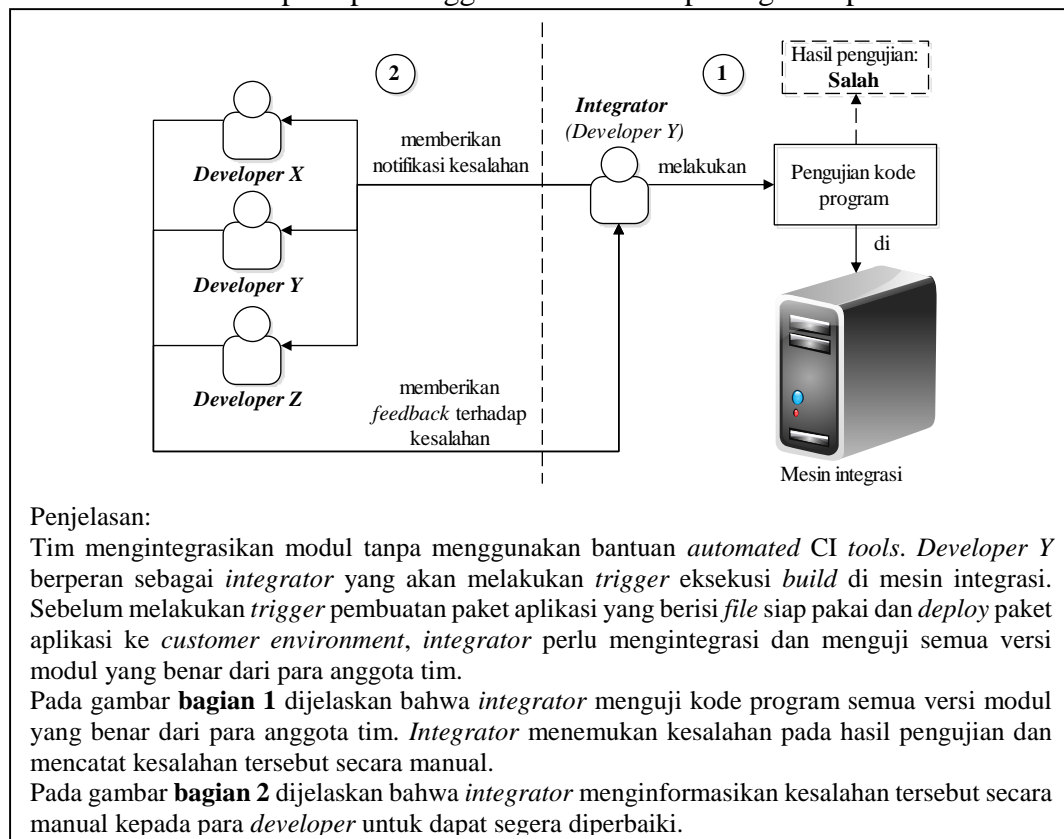 2
1
Hasil pengujian:
Salah
Integrator
(Developer Y)
memberikan
notifikasi kesalahan
melakukan
Pengujian kode
program
di
Developer X
Developer Y
Developer Z
memberikan
feedback terhadap
kesalahan
Mesin integrasi
Penjelasan:
Tim mengintegrasikan modul tanpa menggunakan bantuan automated CI tools. Developer Y
berperan sebagai integrator yang akan melakukan trigger eksekusi build di mesin integrasi.
Sebelum melakukan trigger pembuatan paket aplikasi yang berisi file siap pakai dan deploy paket
aplikasi ke customer environment, integrator perlu mengintegrasi dan menguji semua versi
modul yang benar dari para anggota tim.
Pada gambar bagian 1 dijelaskan bahwa integrator menguji kode program semua versi modul
yang benar dari para anggota tim. Integrator menemukan kesalahan pada hasil pengujian dan
mencatat kesalahan tersebut secara manual.
Pada gambar bagian 2 dijelaskan bahwa integrator menginformasikan kesalahan tersebut secara
manual kepada para developer untuk dapat segera diperbaiki.